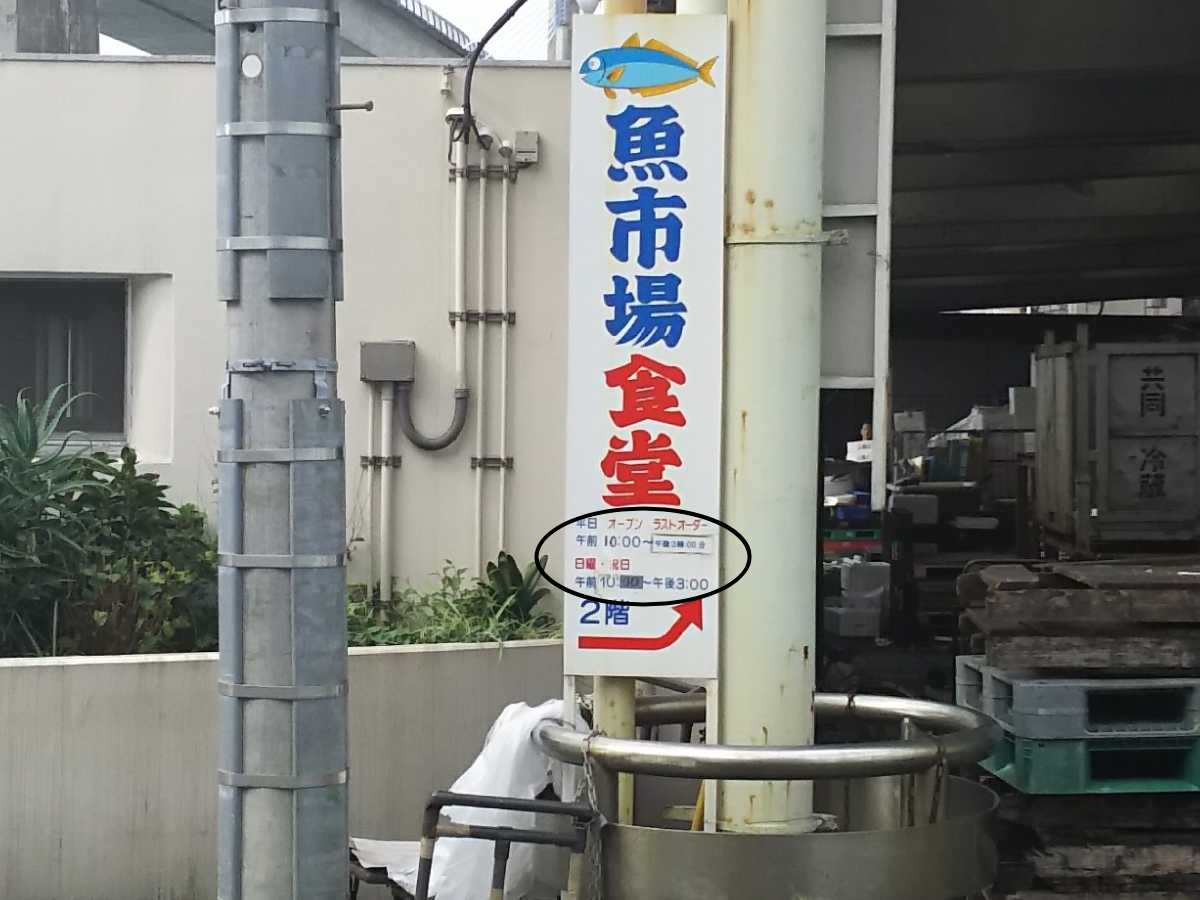 魚市場食堂
平日 オープン ラストオーダー
午前 10:00〜午後3時00分
日曜・祝日
午前10:00〜午後3:00
2階
共同
冷蔵